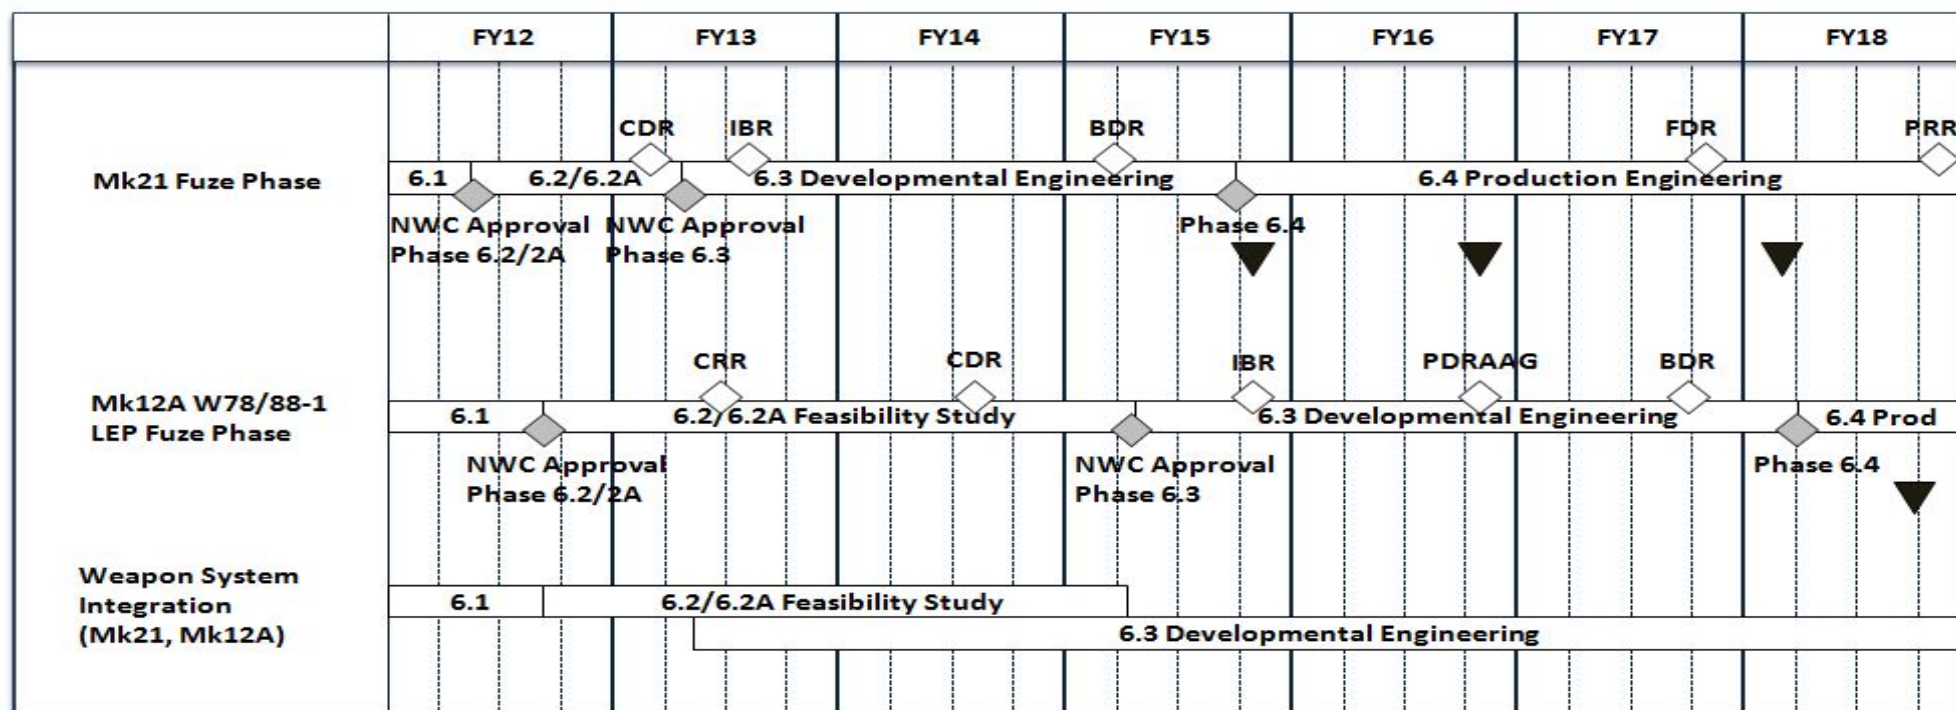 FY12 FY13 FY14 FY15 FY16 FY17 FY18
CDR IBR BDR FDR PRR
Mk21 Fuze Phase
6.1 6.2/6.2A 6.3 Developmental Engineering 6.4 Production Engineering
NWC Approval
Phase 6.2/2A
NWC Approval
Phase 6.3
Phase 6.4
CRR CDR IBR PDRAAG BDR
Mk12A W78/88-1
LEP Fuze Phase
6.1 6.2/6.2A Feasibility Study 6.3 Developmental Engineering 6.4 Prod
NWC Approval
Phase 6.2/2A
NWC Approval
Phase 6.3
Phase 6.4
Weapon System
Integration
(Mk21, Mk12A)
6.1 6.2/6.2A Feasibility Study
6.3 Developmental Engineering